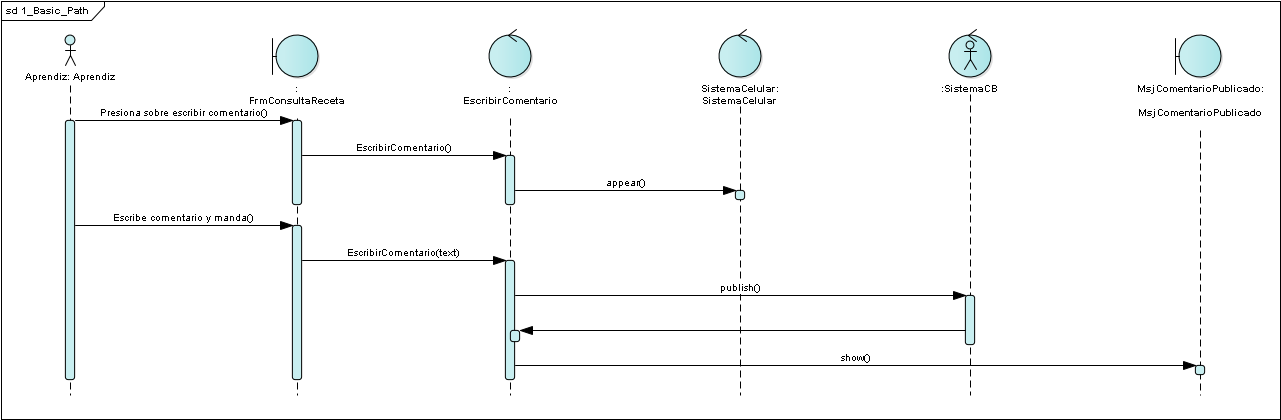 sd 1_Basic_Path
Aprendiz: Aprendiz
:
FrmConsultaReceta
:
EscribirComentario
SistemaCelular:
SistemaCelular
:SistemaCB
MsjComentarioPublicado:
MsjComentarioPublicado
Presiona sobre escribir comentario()
EscribirComentario()
appear()
Escribe comentario y manda()
EscribirComentario(text)
publish()
show()